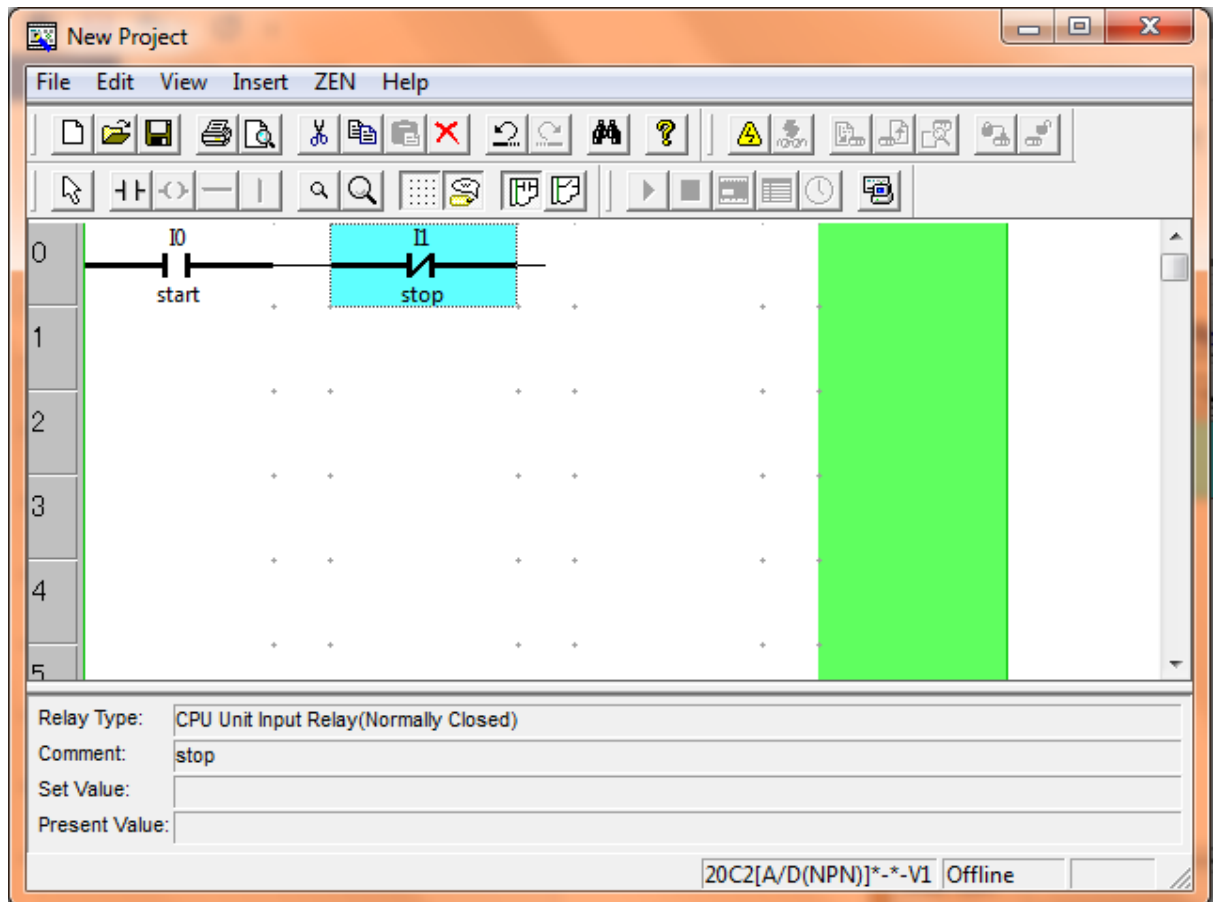 New Project
File Edit View Insert ZEN Help
0
I0
I1
start
stop
1
2
3
4
5
Relay Type: CPU Unit Input Relay(Normally Closed)
Comment: stop
Set Value:
Present Value:
20C2[A/D(NPN)]*-*-V1 Offline